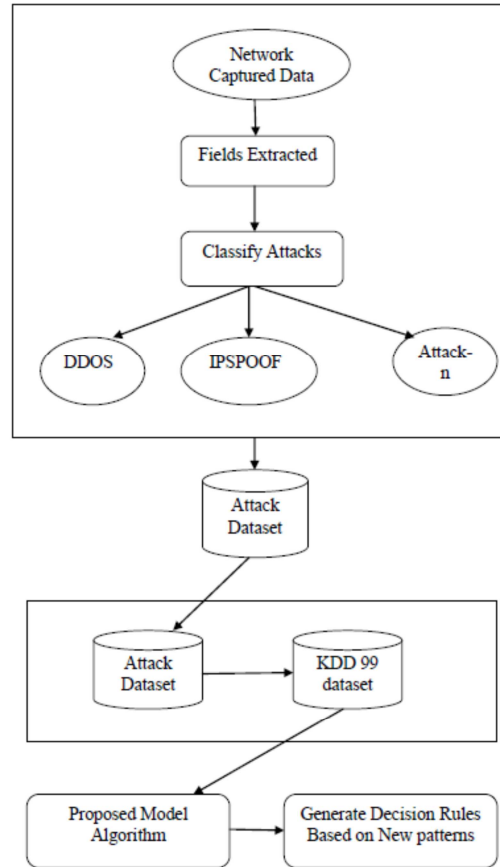 Network
Captured Data
Fields Extracted
Classify Attacks
DDOS
IPSPOOF
Attack-
n
Attack
Dataset
Attack
Dataset
KDD 99
dataset
Proposed Model
Algorithm
Generate Decision Rules
Based on New patterns